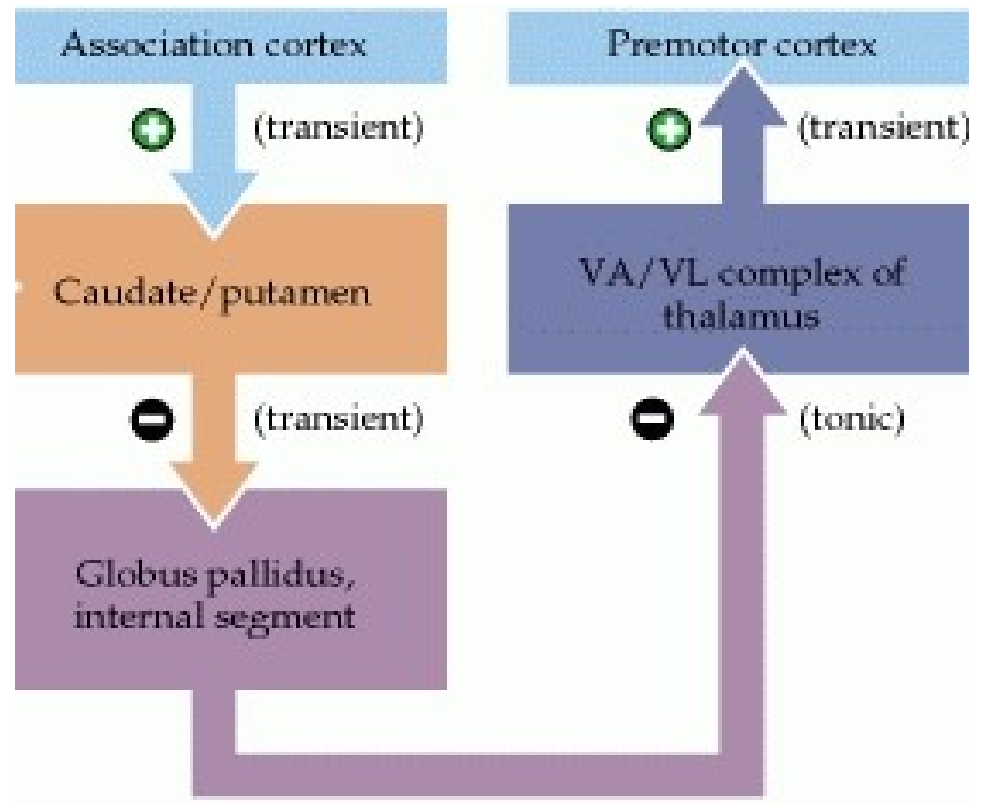 Association cortex
(transient)
Caudate/putamen
(transient)
Globus pallidus,
internal segment
Premotor cortex
(transient)
VA/VL complex of
thalamus
(tonic)